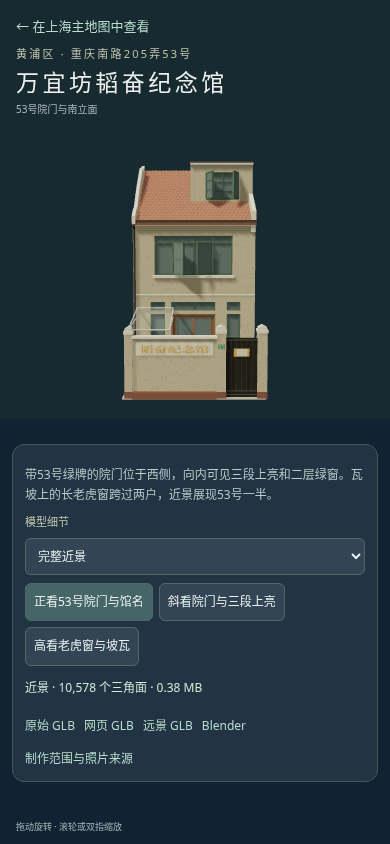 ← 在上海主地图中查看
黄浦区 · 重庆南路205弄53号
万宜坊韬奋纪念馆
53号院门与南立面
韬奋纪念馆
带53号绿牌的院门位于西侧，向内可见三段上亮和二层绿窗。瓦
坡上的长老虎窗跨过两户，近景展现53号一半。
模型细节
完整近景
正看53号院门与馆名
斜看院门与三段上亮
高看老虎窗与坡瓦
近景 · 10,578 个三角面 · 0.38 MB
原始 GLB 网页 GLB 远景 GLB Blender
制作范围与照片来源
拖动旋转 · 滚轮或双指缩放